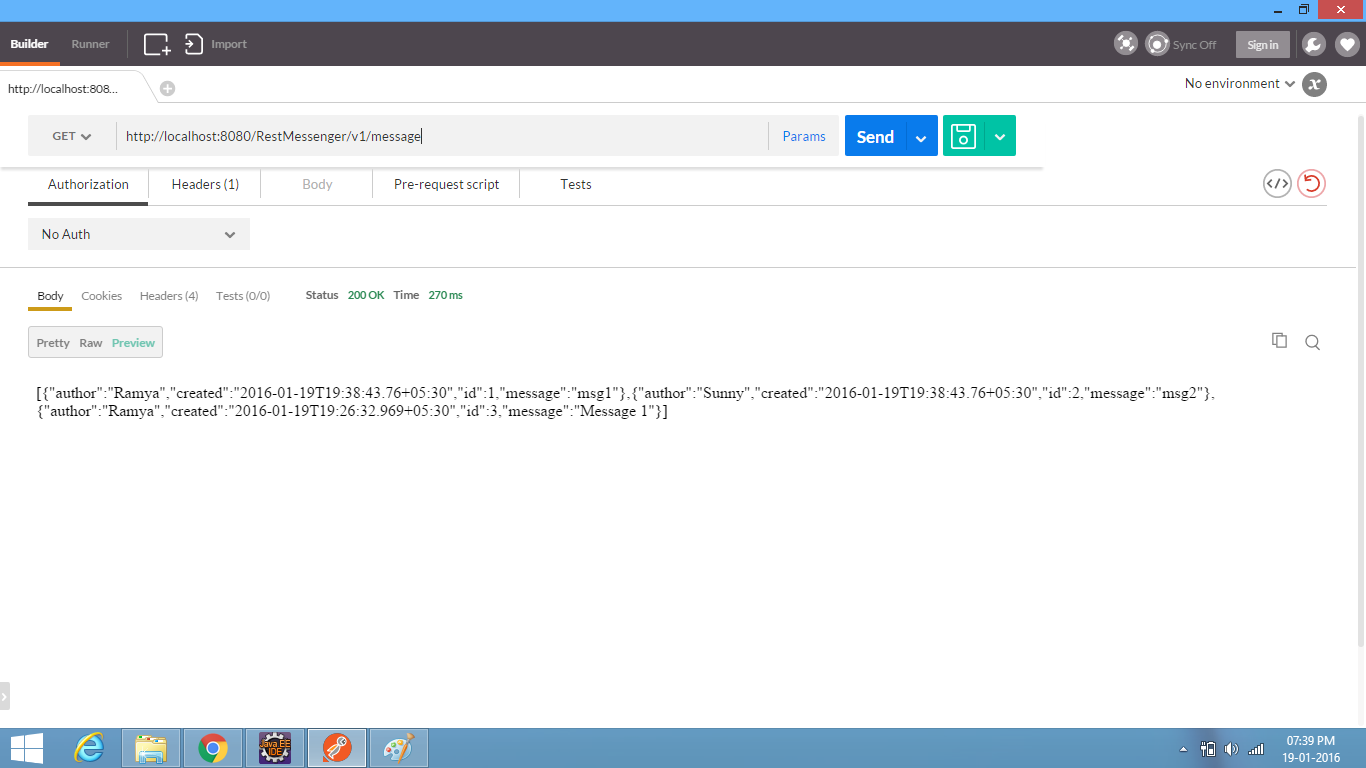 Builder Runner Import Sync Off Sign in
http://localhost:808... No environment
GET http://localhost:8080/RestMessenger/v1/message Params Send
Authorization Headers (1) Body Pre-request script Tests
No Auth
Body Cookies Headers (4) Tests (0/0) Status 200 OK Time 270 ms
Pretty Raw Preview
[{"author":"Ramya","created":"2016-01-19T19:38:43.76+05:30","id":1,"message":"msg1"},{"author":"Sunny","created":"2016-01-19T19:38:43.76+05:30","id":2,"message":"msg2"},
{"author":"Ramya","created":"2016-01-19T19:26:32.969+05:30","id":3,"message":"Message 1"}]
Java EE
IDE
07:39 PM
19-01-2016